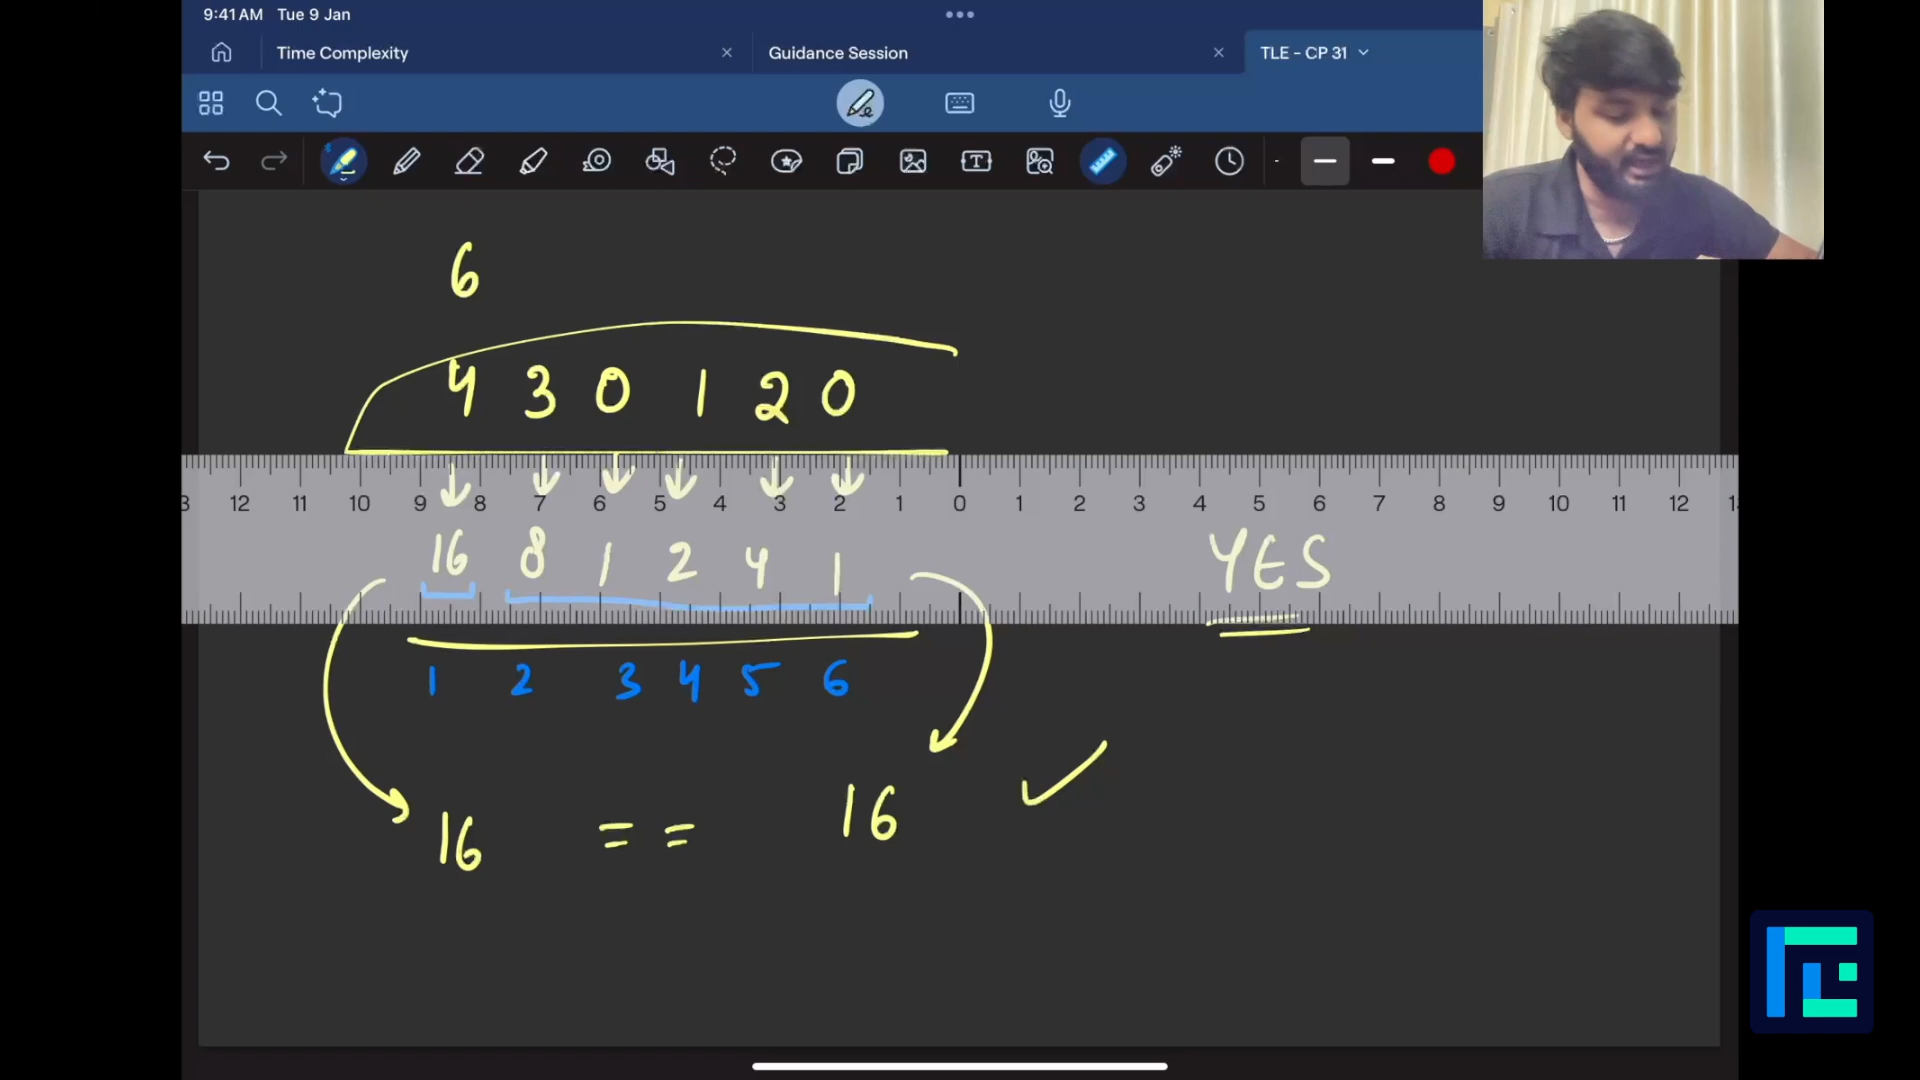 9:41 AM Tue 9 Jan
Time Complexity Guidance Session TLE - CP 31
6
4 3 0 1 2 0
12 11 10 9 8 7 6 5 4 3 2 1 0 1 2 3 4 5 6 7 8 9 10 11 12
16 8 1 2 4 1 YES
1 2 3 4 5 6
16 = = 16